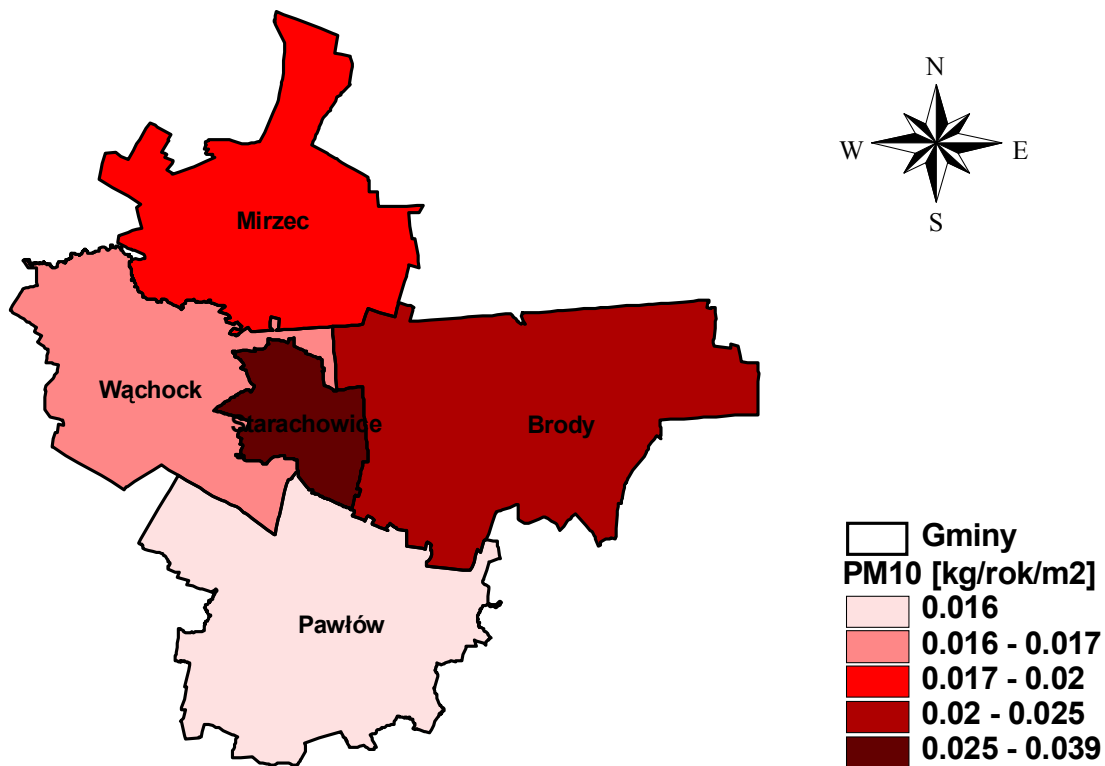 N
W E
S
Mirzec
Wąchock
Starachowice
Brody
Pawłów
Gminy
PM10 [kg/rok/m2]
0.016
0.016 - 0.017
0.017 - 0.02
0.02 - 0.025
0.025 - 0.039